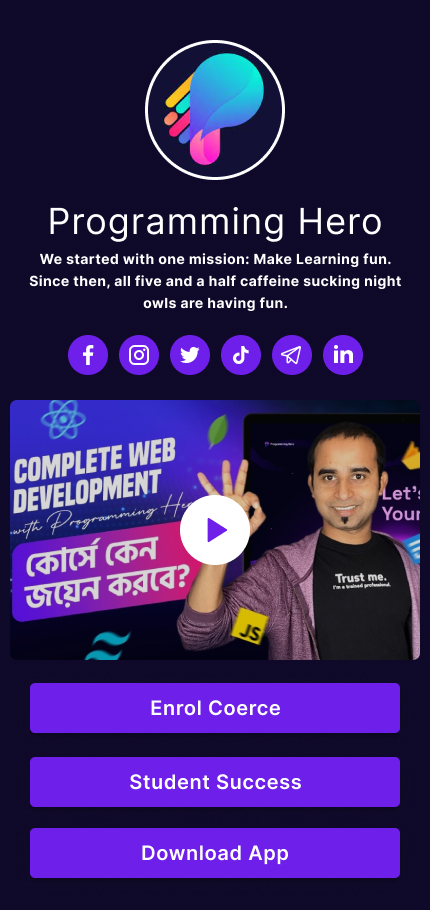 Programming Hero
We started with one mission: Make Learning fun.
Since then, all five and a half caffeine sucking night
owls are having fun.
COMPLETE WEB
DEVELOPMENT
with Programming He
কোর্সে কেন
জয়েন করবে?
Programming Hero
Let's
Your
Trust me.
I'm a trained professional.
JS
Enrol Coerce
Student Success
Download App